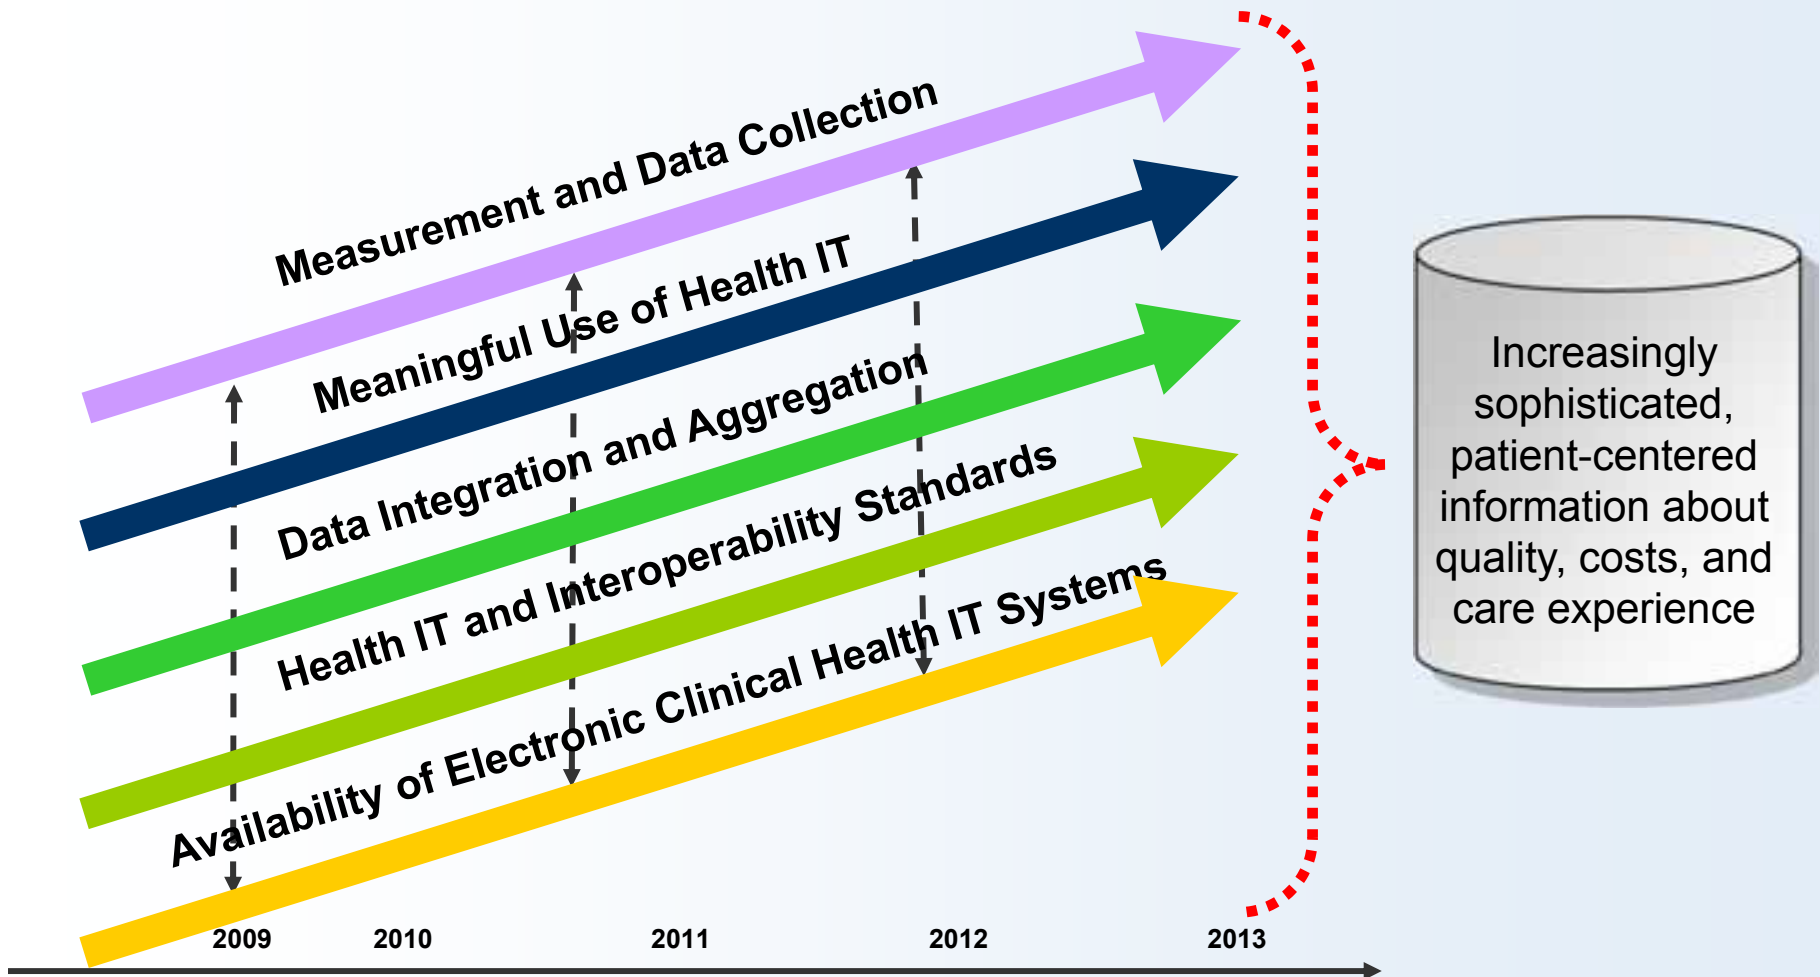 Measurement and Data Collection
Meaningful Use of Health IT
Data Integration and Aggregation
Health IT and Interoperability Standards
Availability of Electronic Clinical Health IT Systems
Increasingly
sophisticated,
patient-centered
information about
quality, costs, and
care experience
2009 2010 2011 2012 2013